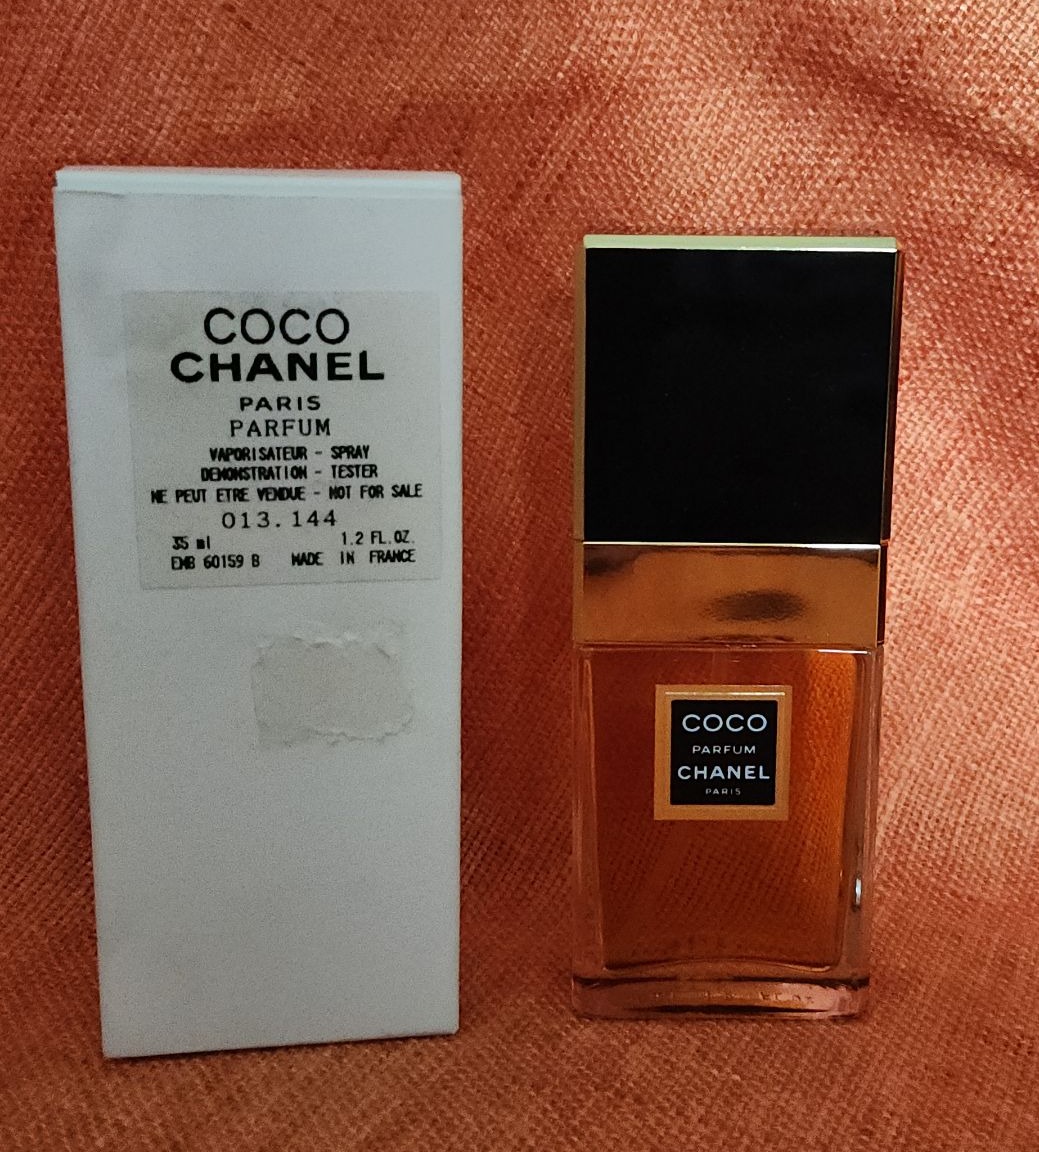 COCO
CHANEL
PARIS
PARFUM
VAPORISATEUR - SPRAY
DEMONSTRATION - TESTER
NE PEUT ETRE VENDUE - NOT FOR SALE
013.144
35 ml 1.2 FL.OZ.
EMB 60159 B MADE IN FRANCE
COCO
PARFUM
CHANEL
PARIS